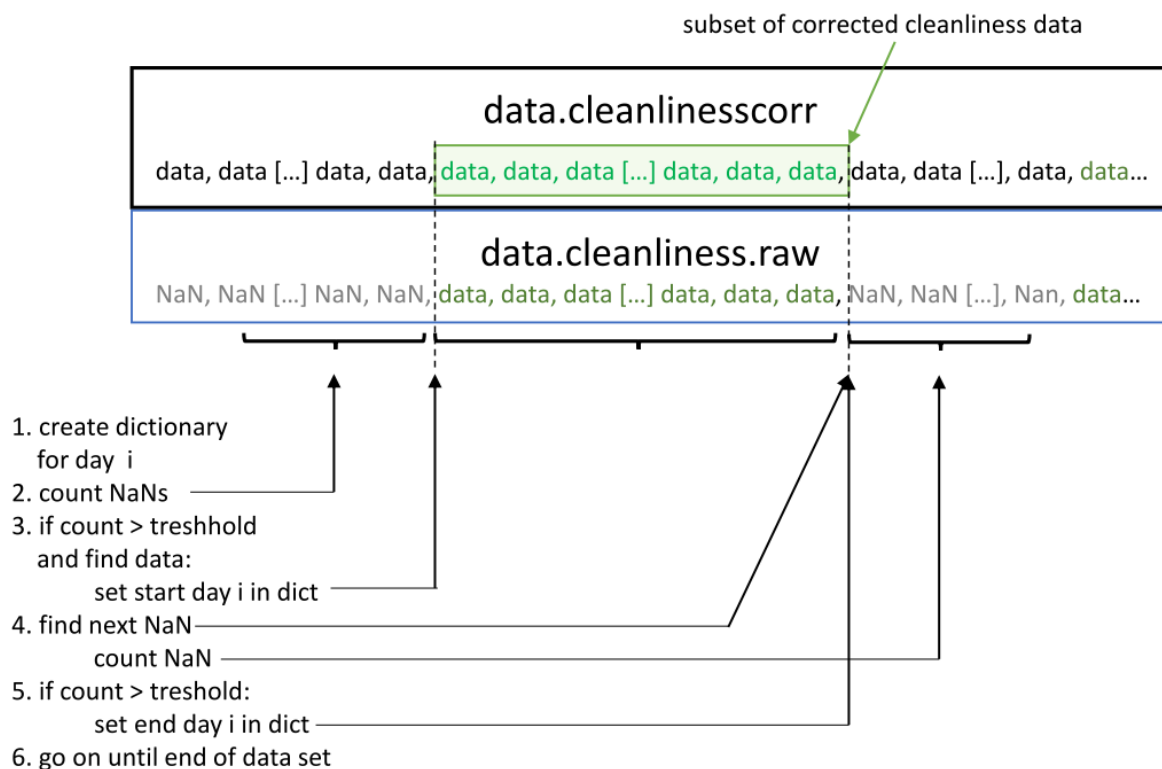 subset of corrected cleanliness data
data.cleanlinesscorr
data, data [...] data, data, data, data, data [...] data, data, data, data, data [...], data, data...
data.cleanliness.raw
NaN, NaN [...] NaN, NaN, data, data, data [...] data, data, data, NaN, NaN [...], Nan, data...
1. create dictionary
for day i
2. count NaNs
3. if count > treshhold
and find data:
set start day i in dict
4. find next NaN
count NaN
5. if count > treshold:
set end day i in dict
6. go on until end of data set